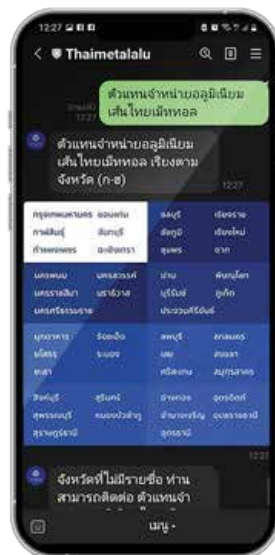 12:27
Thaimetalalu
ตัวแทนจำหน่ายอลูมิเนียม
เส้นไทยเม็ททอล
อ่านแล้ว
12:27
ตัวแทนจำหน่ายอลูมิเนียม
เส้นไทยเม็ททอล เรียงตาม
จังหวัด (ก-ฮ)
12:27
กรุงเทพมหานคร ขอนแก่น ชลบุรี เชียงราย
กาฬสินธุ์ จันทบุรี ชัยภูมิ เชียงใหม่
กำแพงเพชร ฉะเชิงเทรา ชุมพร ตาก
นครพนม นครสวรรค์ น่าน พิษณุโลก
นครราชสีมา นราธิวาส บุรีรัมย์ ภูเก็ต
นครศรีธรรมราช ประจวบคีรีขันธ์
มุกดาหาร ร้อยเอ็ด ลพบุรี สกลนคร
ยโสธร ระนอง เลย สงขลา
ยะลา ศรีสะเกษ สมุทรสาคร
สิงห์บุรี สุรินทร์ อ่างทอง อุตรดิตถ์
สุพรรณบุรี หนองบัวลำภู อำนาจเจริญ อุบลราชธานี
สุราษฎร์ธานี อุดรธานี
12:27
จังหวัดที่ไม่มีรายชื่อ ท่าน
สามารถติดต่อ ตัวแทนจำ
เมนู